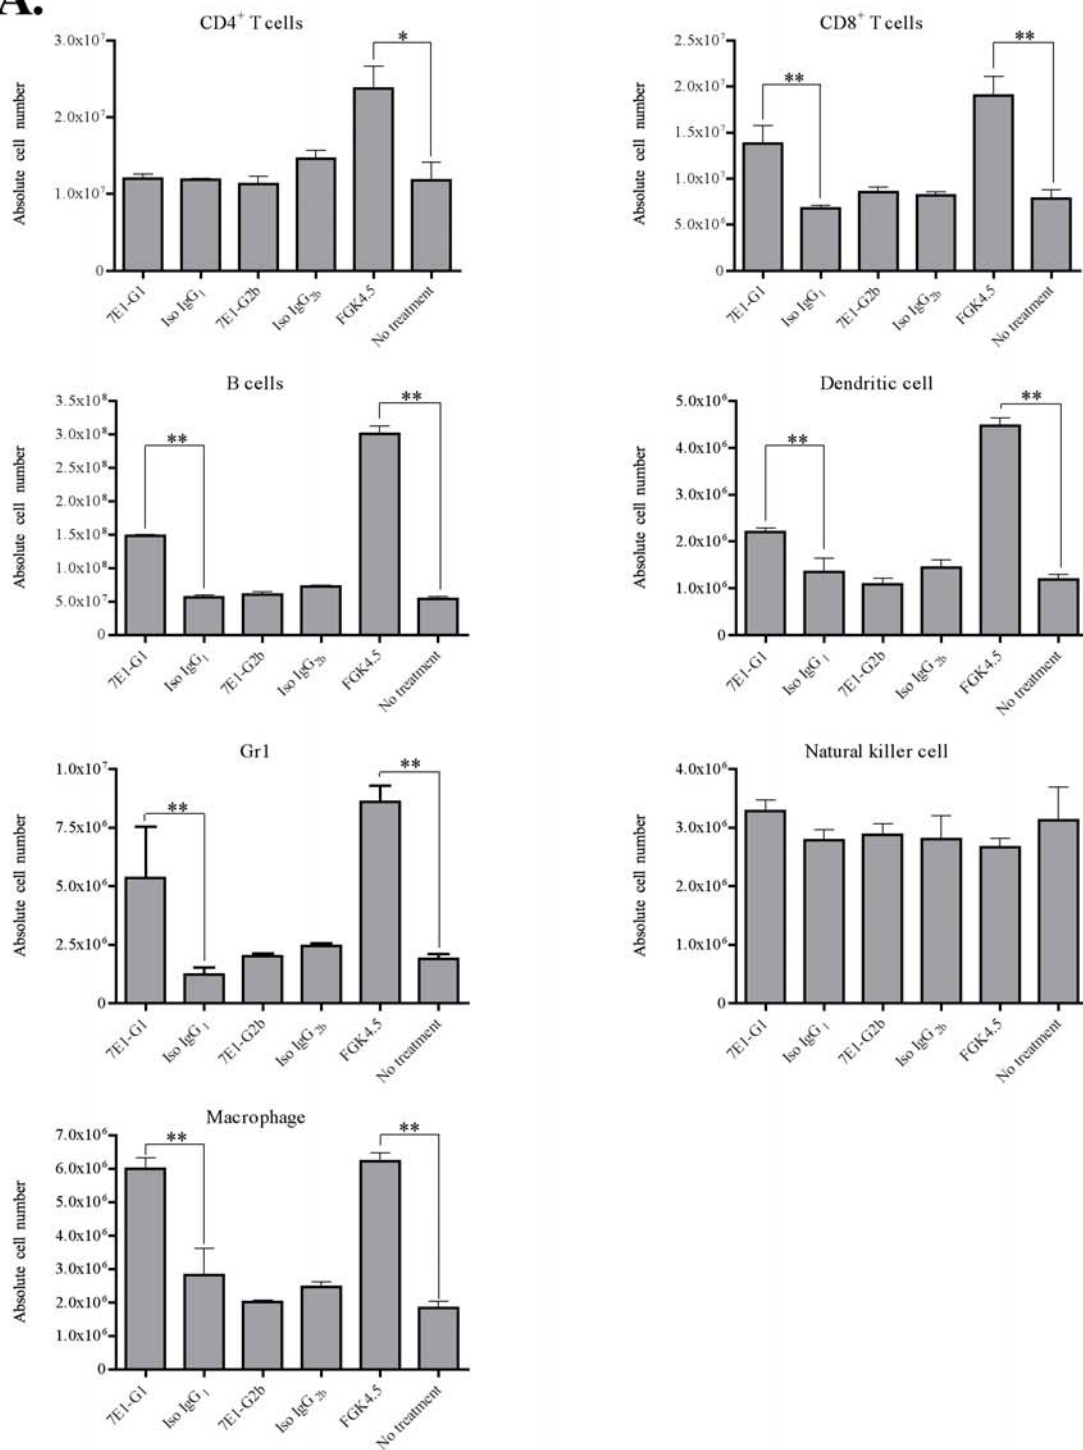 A.
CD4⁺ T cells
*
Absolute cell number
3.0x10⁷
2.0x10⁷
1.0x10⁷
0
7E1-G1
Iso IgG₁
7E1-G2b
Iso IgG₂b
FGK4.5
No treatment
CD8⁺ T cells
**
**
Absolute cell number
2.5x10⁷
2.0x10⁷
1.5x10⁷
1.0x10⁷
5.0x10⁶
0
7E1-G1
Iso IgG₁
7E1-G2b
Iso IgG₂b
FGK4.5
No treatment
B cells
**
**
Absolute cell number
3.5x10⁸
3.0x10⁸
2.5x10⁸
2.0x10⁸
1.5x10⁸
1.0x10⁸
5.0x10⁷
0
7E1-G1
Iso IgG₁
7E1-G2b
Iso IgG₂b
FGK4.5
No treatment
Dendritic cell
**
**
Absolute cell number
5.0x10⁶
4.0x10⁶
3.0x10⁶
2.0x10⁶
1.0x10⁶
0
7E1-G1
Iso IgG₁
7E1-G2b
Iso IgG₂b
FGK4.5
No treatment
Gr1
**
**
Absolute cell number
1.0x10⁷
7.5x10⁶
5.0x10⁶
2.5x10⁶
0
7E1-G1
Iso IgG₁
7E1-G2b
Iso IgG₂b
FGK4.5
No treatment
Natural killer cell
Absolute cell number
4.0x10⁶
3.0x10⁶
2.0x10⁶
1.0x10⁶
0
7E1-G1
Iso IgG₁
7E1-G2b
Iso IgG₂b
FGK4.5
No treatment
Macrophage
**
**
Absolute cell number
7.0x10⁶
6.0x10⁶
5.0x10⁶
4.0x10⁶
3.0x10⁶
2.0x10⁶
1.0x10⁶
0
7E1-G1
Iso IgG₁
7E1-G2b
Iso IgG₂b
FGK4.5
No treatment